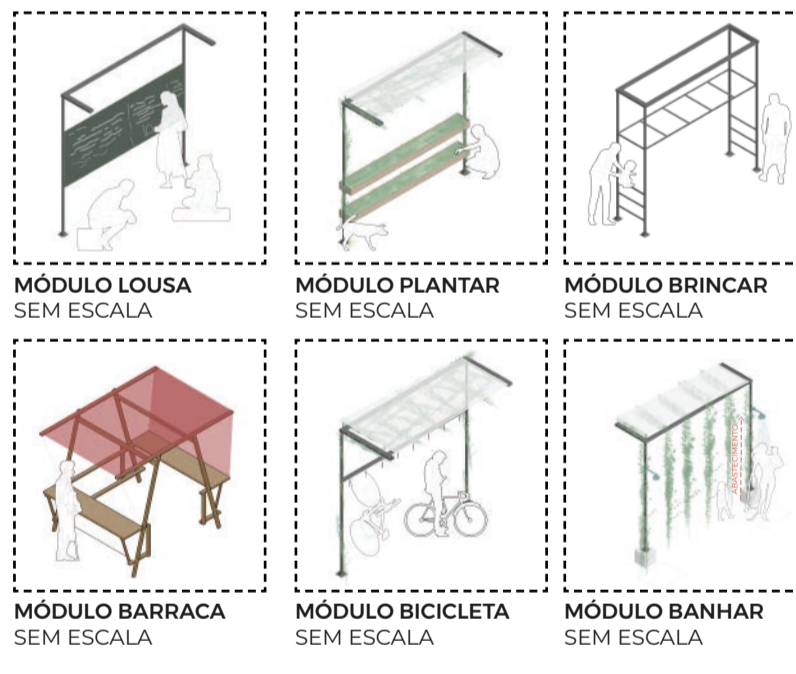 MÓDULO LOUSA
SEM ESCALA
MÓDULO PLANTAR
SEM ESCALA
MÓDULO BRINCAR
SEM ESCALA
ABASTECIMENTO
MÓDULO BARRACA
SEM ESCALA
MÓDULO BICICLETA
SEM ESCALA
MÓDULO BANHAR
SEM ESCALA